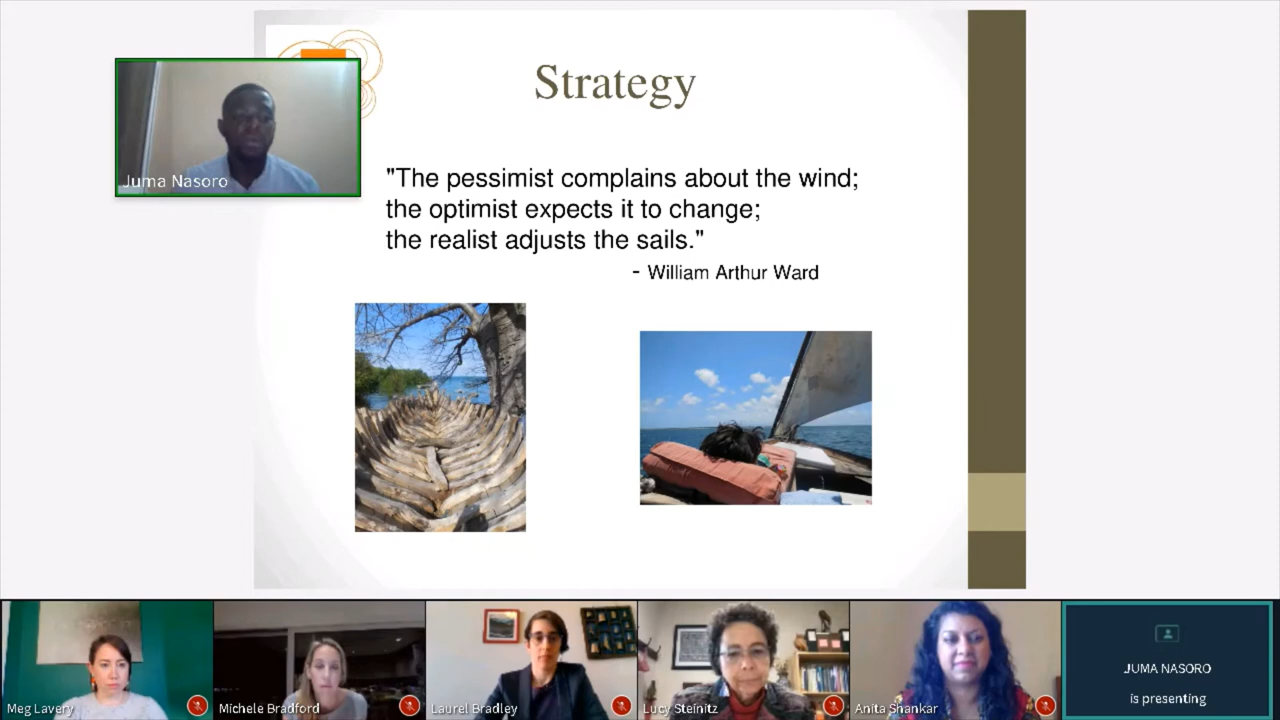 Strategy
Juma Nasoro
"The pessimist complains about the wind;
the optimist expects it to change;
the realist adjusts the sails."
- William Arthur Ward
Meg Lavery
Michele Bradford
Laurel Bradley
Lucy Steinitz
Anita Shankar
JUMA NASORO
is presenting